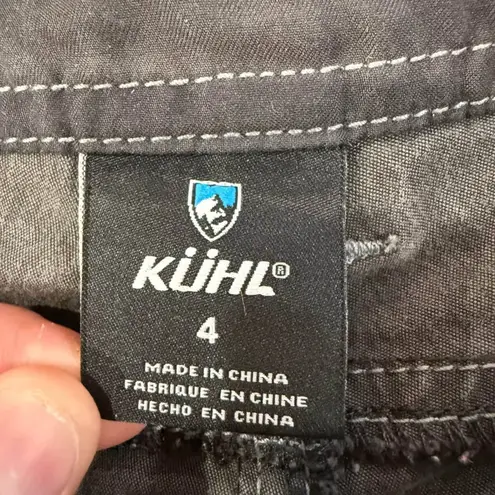 KÜHL®
4
MADE IN CHINA
FABRIQUE EN CHINE
HECHO EN CHINA